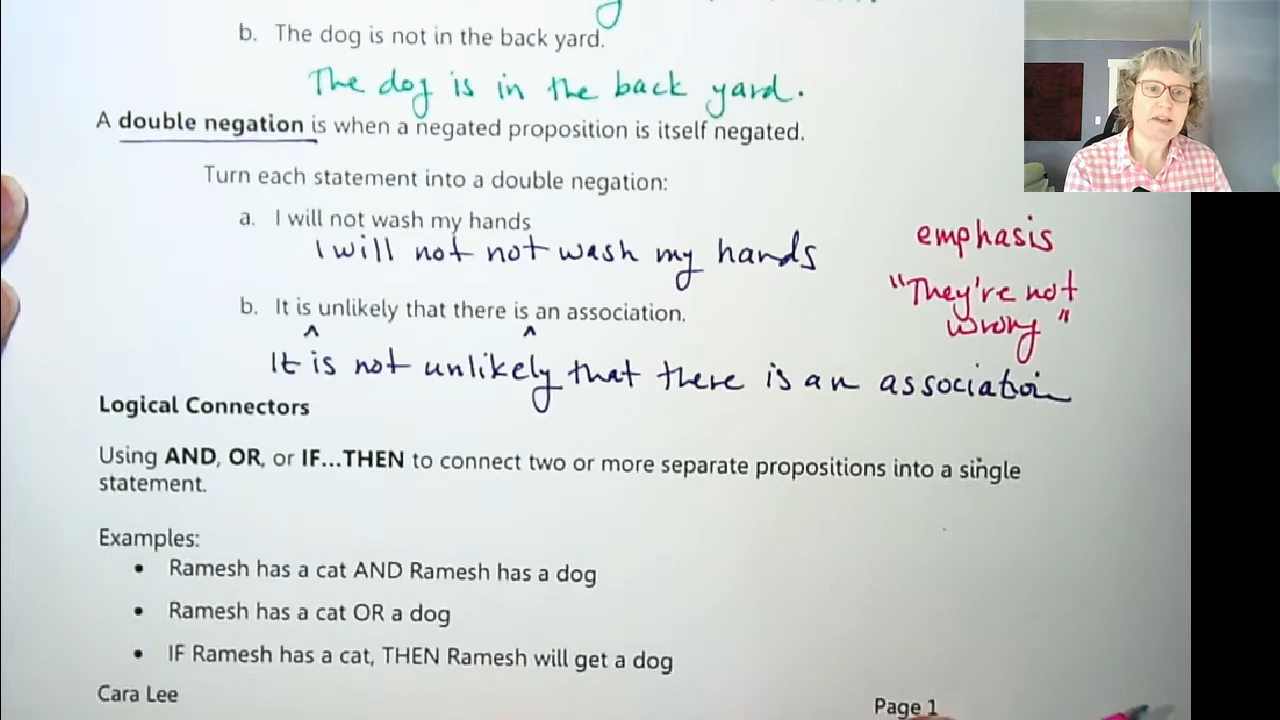 b. The dog is not in the back yard.
The dog is in the back yard.
A double negation is when a negated proposition is itself negated.
Turn each statement into a double negation:
a. I will not wash my hands
I will not not wash my hands
emphasis
"They're not
wrong"
b. It is unlikely that there is an association.
It is not unlikely that there is an association
Logical Connectors
Using AND, OR, or IF...THEN to connect two or more separate propositions into a single
statement.
Examples:
• Ramesh has a cat AND Ramesh has a dog
• Ramesh has a cat OR a dog
• IF Ramesh has a cat, THEN Ramesh will get a dog
Cara Lee
Page 1